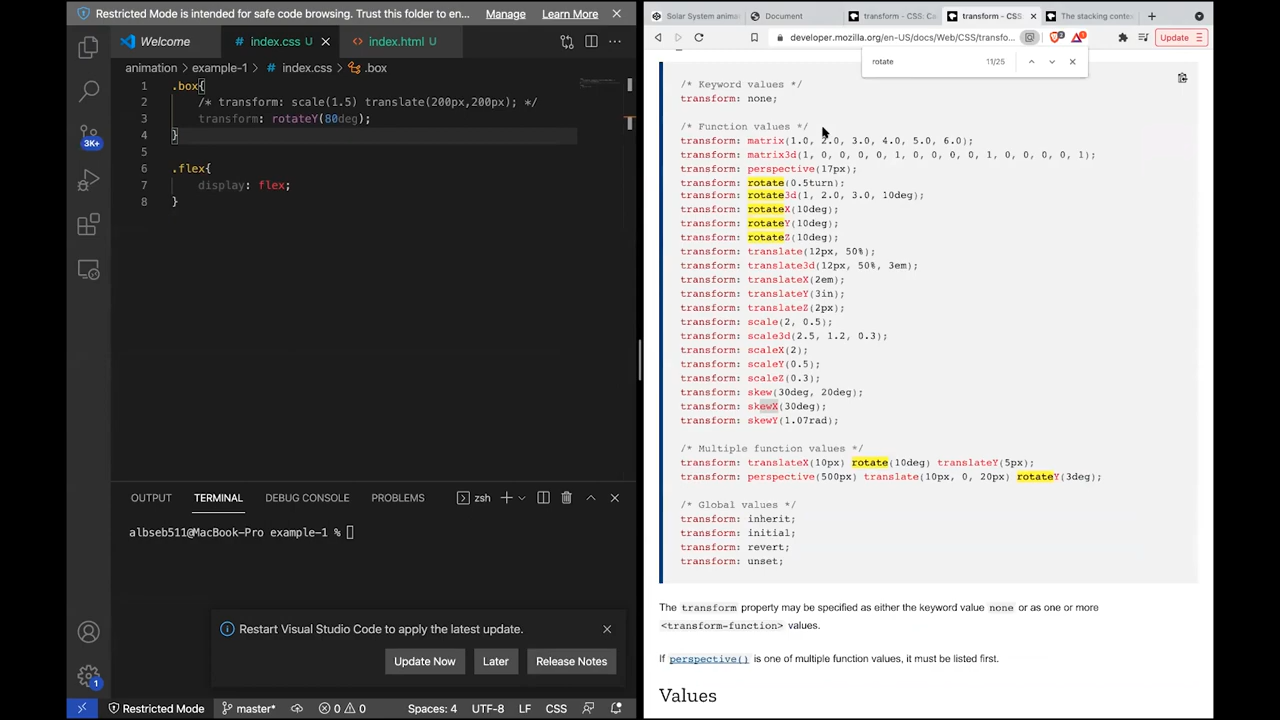 Restricted Mode is intended for safe code browsing. Trust this folder to en...
Manage
Learn More
Welcome
index.css U
index.html U
animation > example-1 > index.css > .box
1 .box{
2 /* transform: scale(1.5) translate(200px,200px); */
3 transform: rotateY(80deg);
4 }
5
6 .flex{
7 display: flex;
8 }
3K+
OUTPUT
TERMINAL
DEBUG CONSOLE
PROBLEMS
zsh
albseb511@MacBook-Pro example-1 %
Restart Visual Studio Code to apply the latest update.
Update Now
Later
Release Notes
1
Restricted Mode
master*
0
0
Spaces: 4
UTF-8
LF
CSS
Solar System anima
Document
transform - CSS: Ca
transform - CSS
The stacking conte
developer.mozilla.org/en-US/docs/Web/CSS/transfo...
Update
rotate
11/25
/* Keyword values */
transform: none;
/* Function values */
transform: matrix(1.0, 2.0, 3.0, 4.0, 5.0, 6.0);
transform: matrix3d(1, 0, 0, 0, 0, 1, 0, 0, 0, 0, 1, 0, 0, 0, 0, 1);
transform: perspective(17px);
transform: rotate(0.5turn);
transform: rotate3d(1, 2.0, 3.0, 10deg);
transform: rotateX(10deg);
transform: rotateY(10deg);
transform: rotateZ(10deg);
transform: translate(12px, 50%);
transform: translate3d(12px, 50%, 3em);
transform: translateX(2em);
transform: translateY(3in);
transform: translateZ(2px);
transform: scale(2, 0.5);
transform: scale3d(2.5, 1.2, 0.3);
transform: scaleX(2);
transform: scaleY(0.5);
transform: scaleZ(0.3);
transform: skew(30deg, 20deg);
transform: skewX(30deg);
transform: skewY(1.07rad);
/* Multiple function values */
transform: translateX(10px) rotate(10deg) translateY(5px);
transform: perspective(500px) translate(10px, 0, 20px) rotateY(3deg);
/* Global values */
transform: inherit;
transform: initial;
transform: revert;
transform: unset;
The transform property may be specified as either the keyword value none or as one or more
<transform-function> values.
If perspective() is one of multiple function values, it must be listed first.
Values